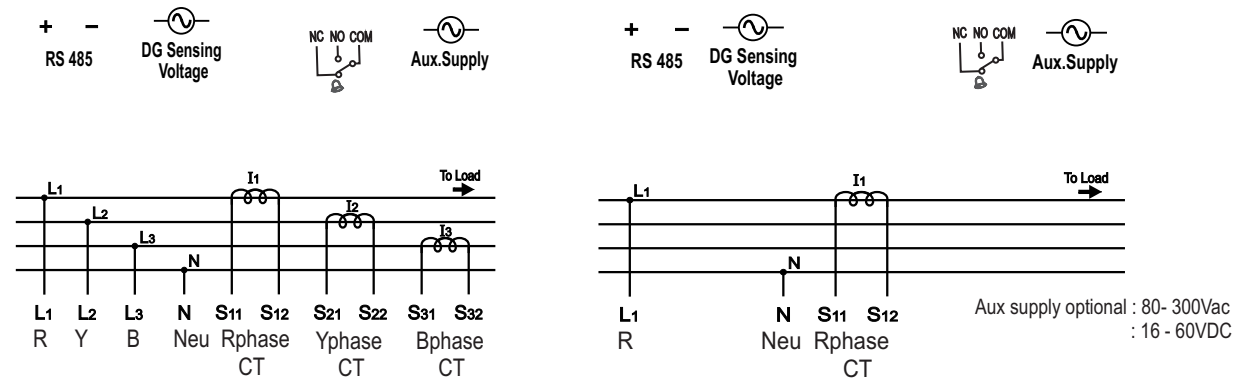 + −
RS 485
DG Sensing
Voltage
NC NO COM
Aux.Supply
L1
L2
L3
N
I1
I2
I3
To Load
L1 L2 L3 N S11 S12 S21 S22 S31 S32
R Y B Neu Rphase Yphase Bphase
CT CT CT
+ −
RS 485
DG Sensing
Voltage
NC NO COM
Aux.Supply
L1
N
I1
To Load
L1 N S11 S12
R Neu Rphase
CT
Aux supply optional : 80- 300Vac
: 16 - 60VDC